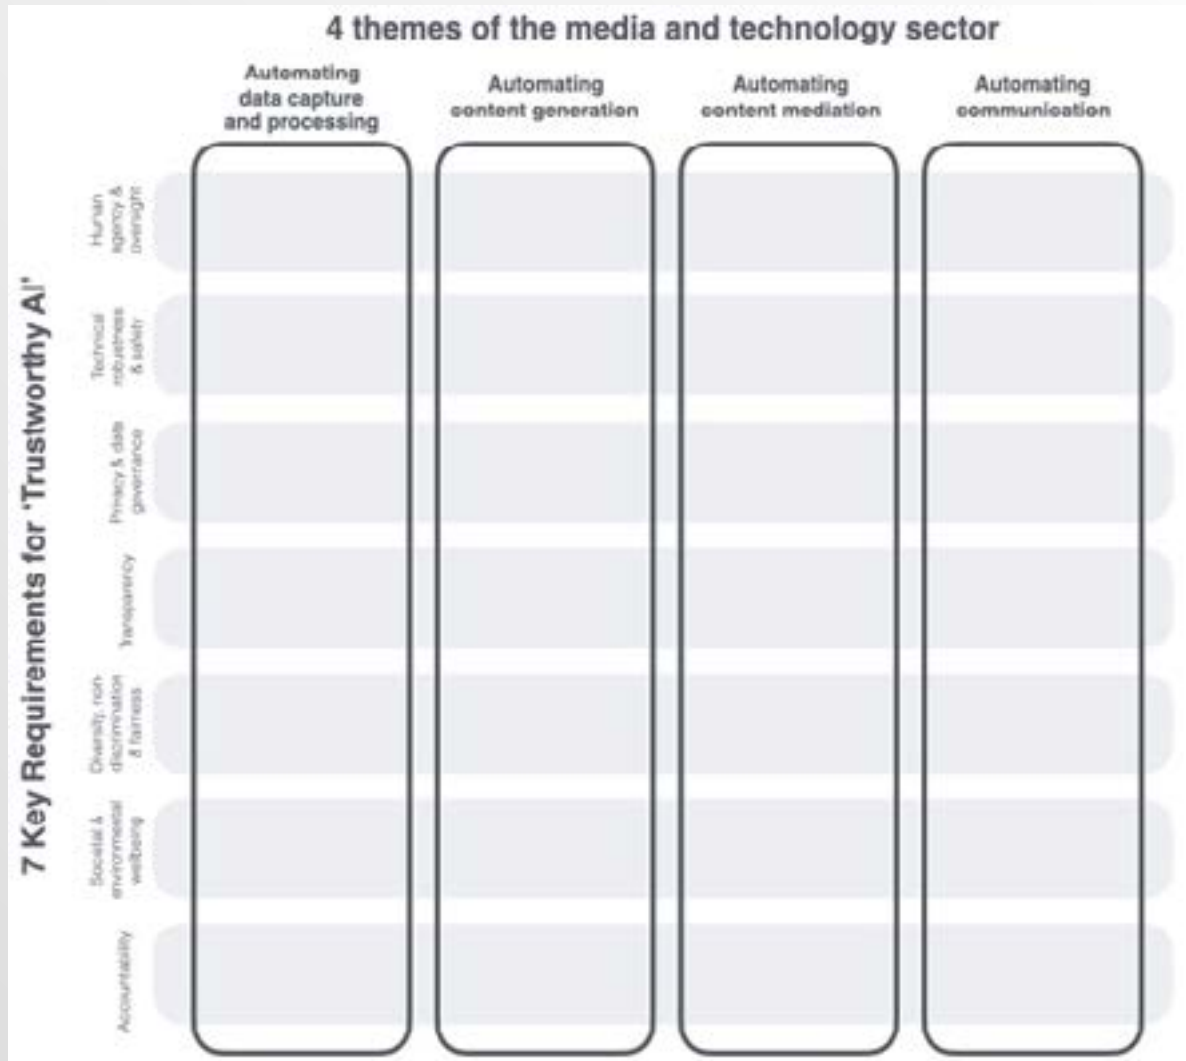 4 themes of the media and technology sector
Automating
data capture
and processing
Automating
content generation
Automating
content mediation
Automating
communication
7 Key Requirements for 'Trustworthy AI'
Human
agency &
oversight
Technical
robustness
& safety
Privacy & data
governance
Transparency
Diversity, non-
discrimination
& fairness
Societal &
environmental
wellbeing
Accountability